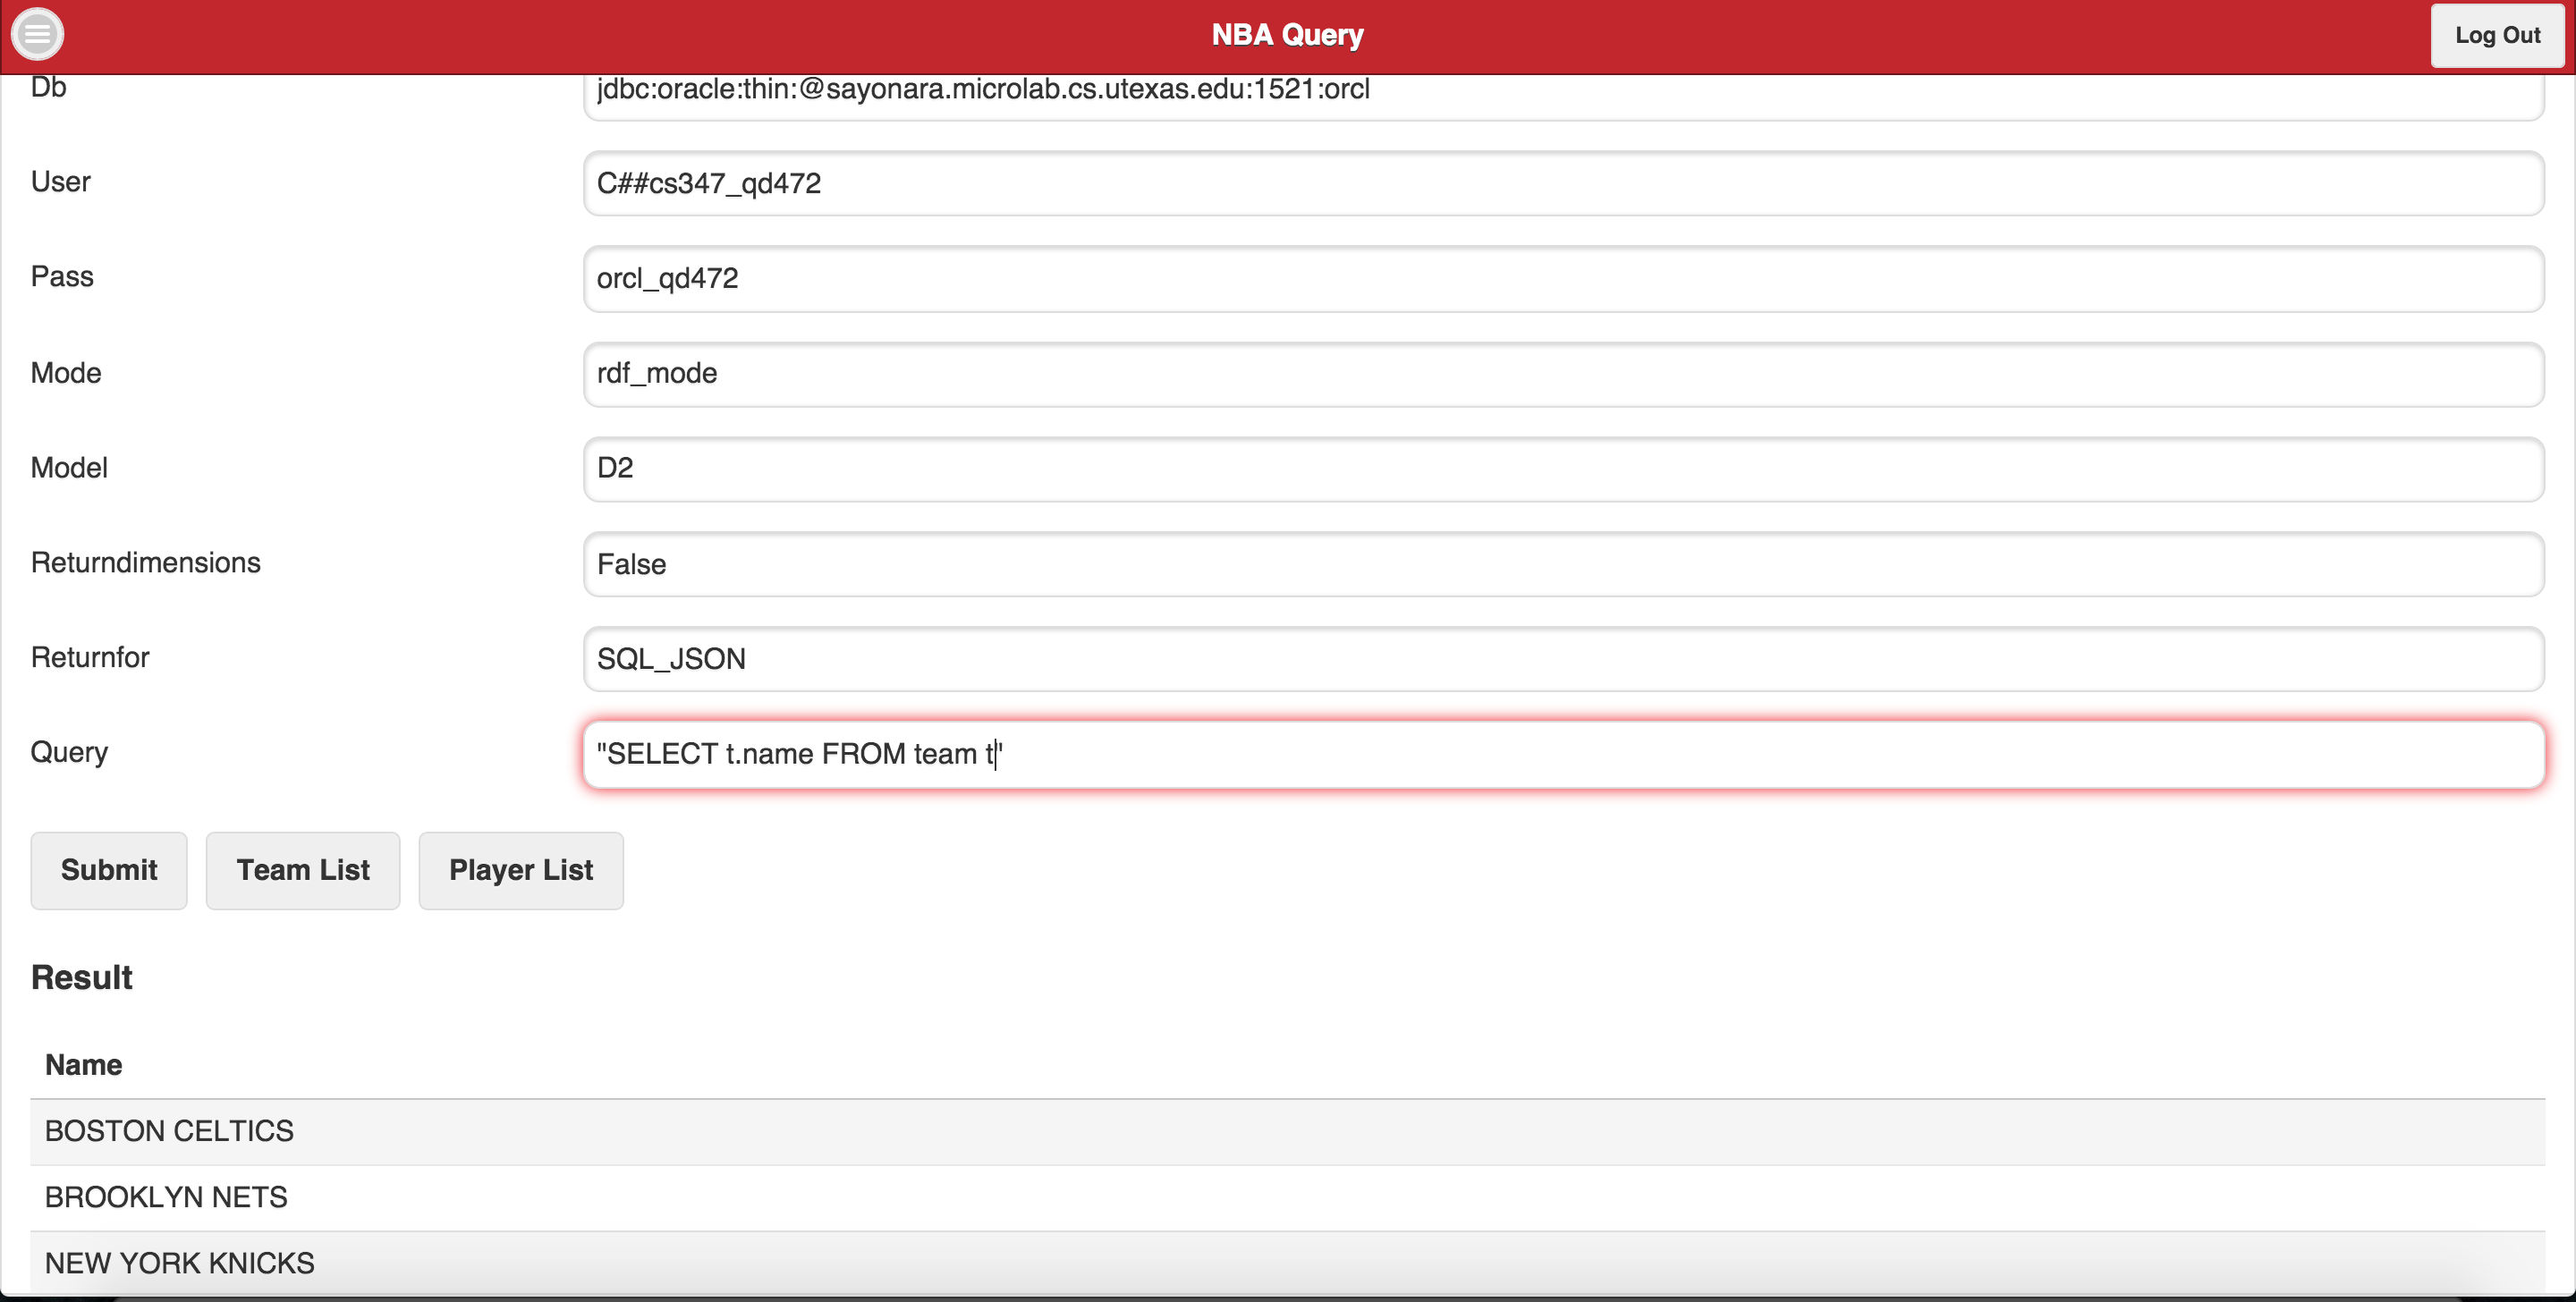 NBA Query
Log Out
Db
jdbc:oracle:thin:@sayonara.microlab.cs.utexas.edu:1521:orcl
User
C##cs347_qd472
Pass
orcl_qd472
Mode
rdf_mode
Model
D2
Returndimensions
False
Returnfor
SQL_JSON
Query
"SELECT t.name FROM team t"
Submit
Team List
Player List
Result
Name
BOSTON CELTICS
BROOKLYN NETS
NEW YORK KNICKS